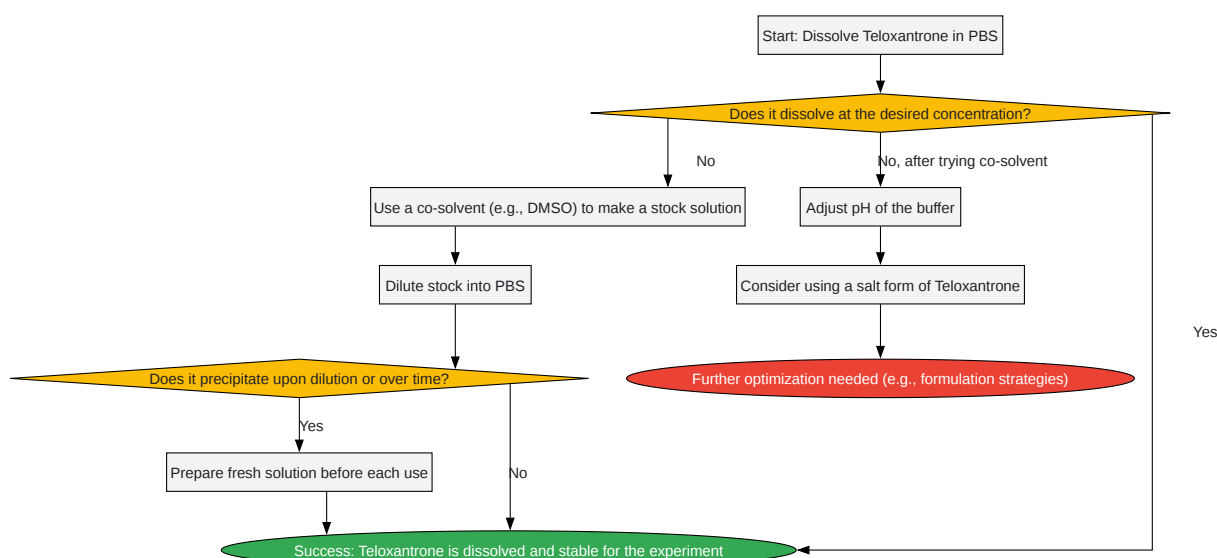 Start: Dissolve Teloxantrone in PBS
Does it dissolve at the desired concentration?
No
No, after trying co-solvent
Use a co-solvent (e.g., DMSO) to make a stock solution
Adjust pH of the buffer
Dilute stock into PBS
Consider using a salt form of Teloxantrone
Yes
Does it precipitate upon dilution or over time?
Further optimization needed (e.g., formulation strategies)
Yes
Prepare fresh solution before each use
No
Success: Teloxantrone is dissolved and stable for the experiment